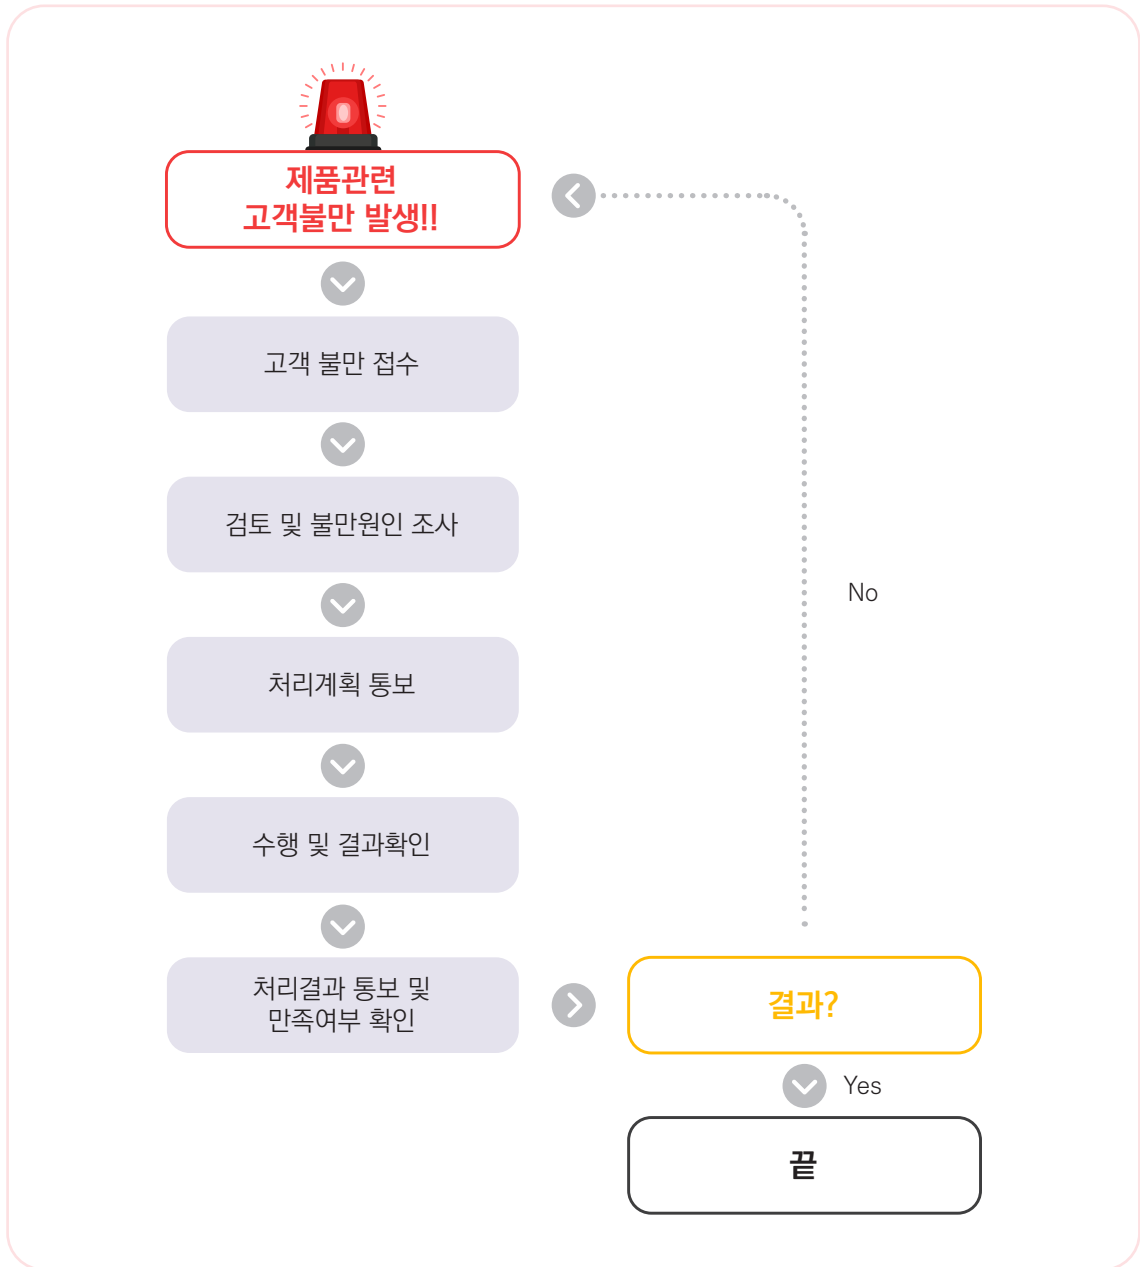 제품관련
고객불만 발생!!
고객 불만 접수
검토 및 불만원인 조사
처리계획 통보
수행 및 결과확인
처리결과 통보 및
만족여부 확인
No
결과?
Yes
끝